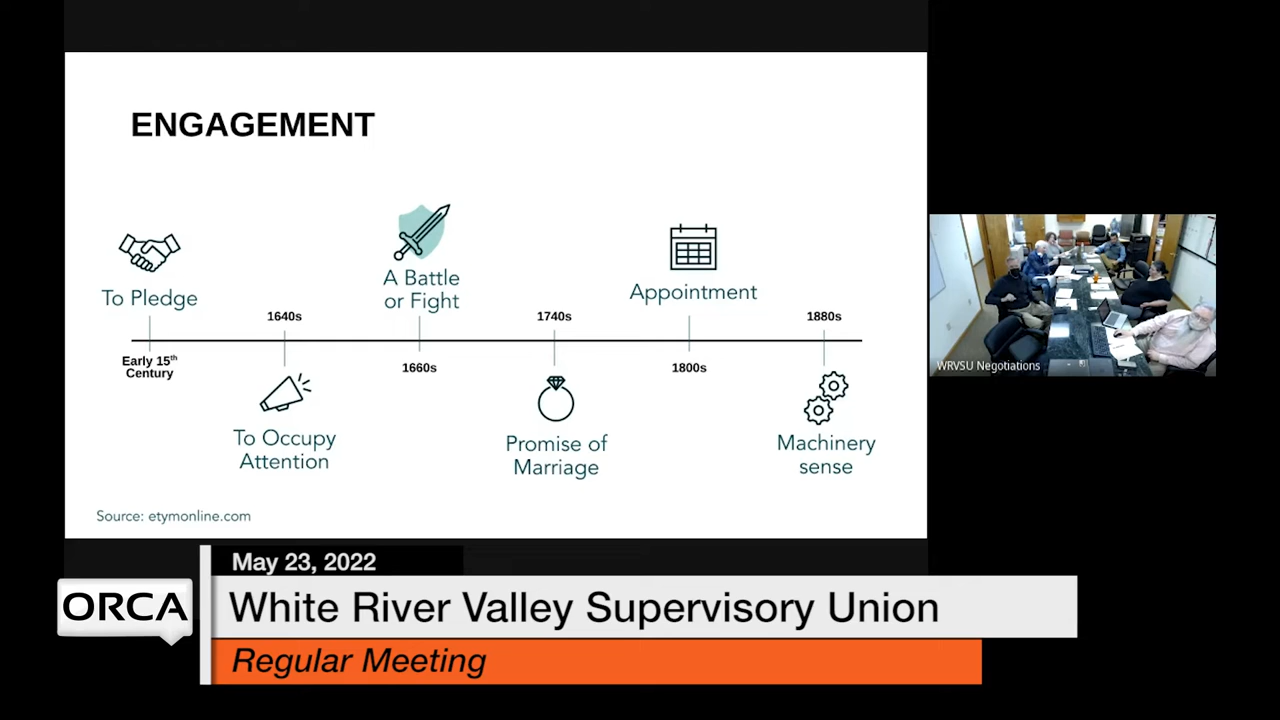 ENGAGEMENT
To Pledge
Early 15th
Century
1640s
To Occupy
Attention
A Battle
or Fight
1660s
1740s
Promise of
Marriage
Appointment
1800s
1880s
Machinery
sense
Source: etymonline.com
WRVSU Negotiations
May 23, 2022
ORCA
White River Valley Supervisory Union
Regular Meeting